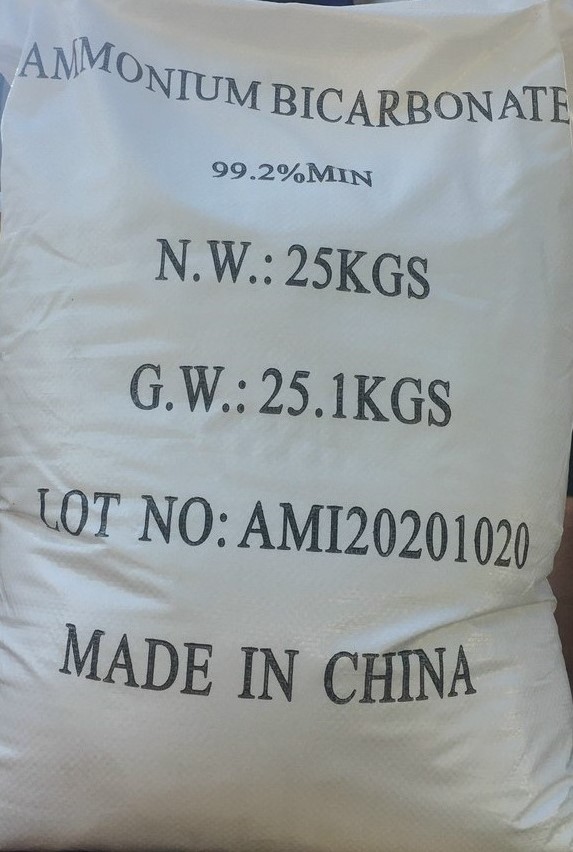 AMMONIUM BICARBONATE
99.2%MIN
N.W.: 25KGS
G.W.: 25.1KGS
LOT NO: AMI20201020
MADE IN CHINA